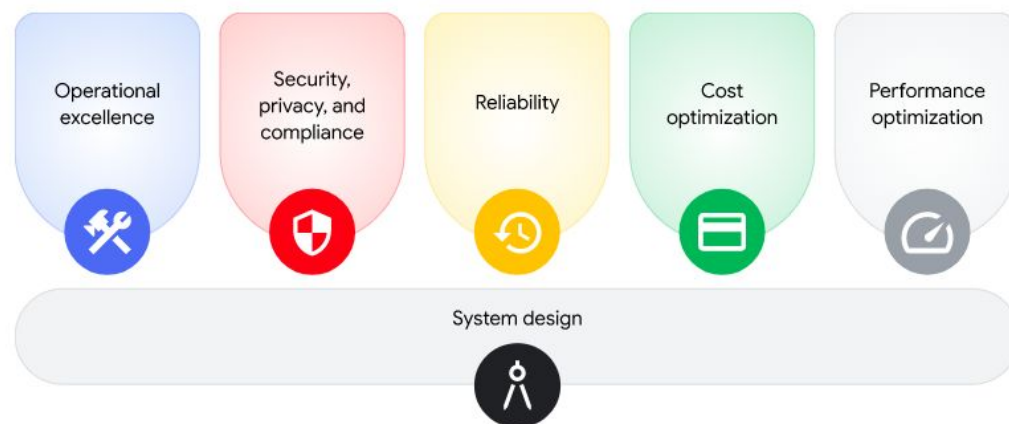 Operational
excellence
Security,
privacy, and
compliance
Reliability
Cost
optimization
Performance
optimization
System design